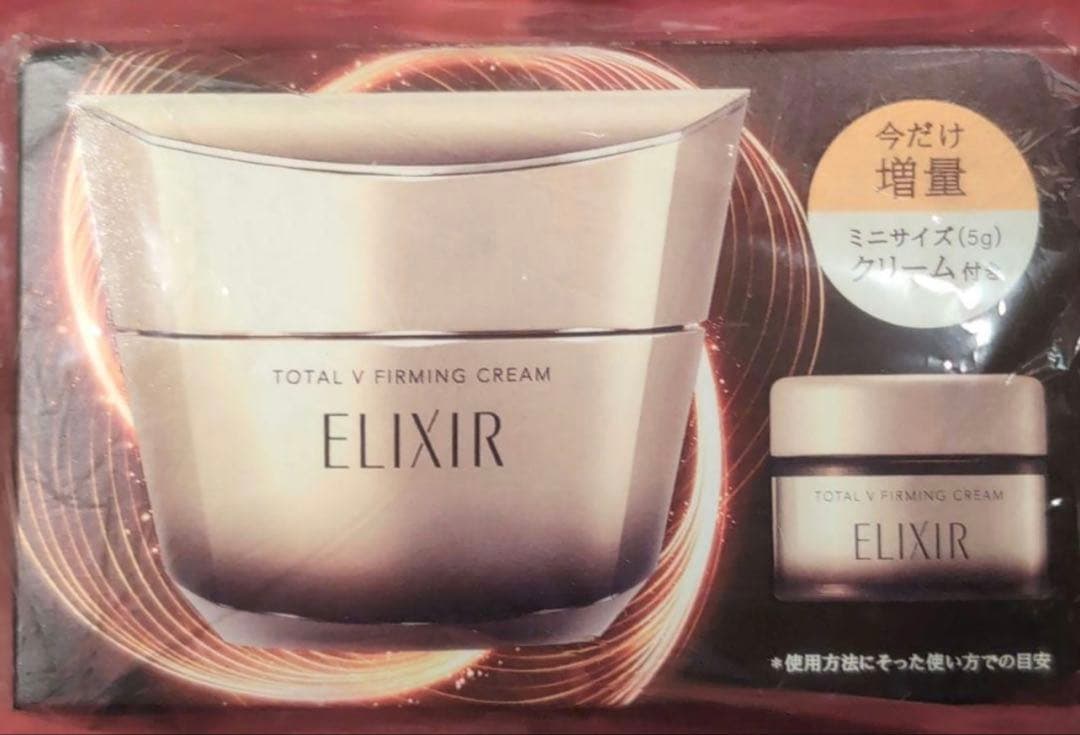 今だけ
増量
ミニサイズ(5g)
クリーム付き
TOTAL V FIRMING CREAM
ELIXIR
TOTAL V FIRMING CREAM
ELIXIR
*使用方法にそった使い方での目安